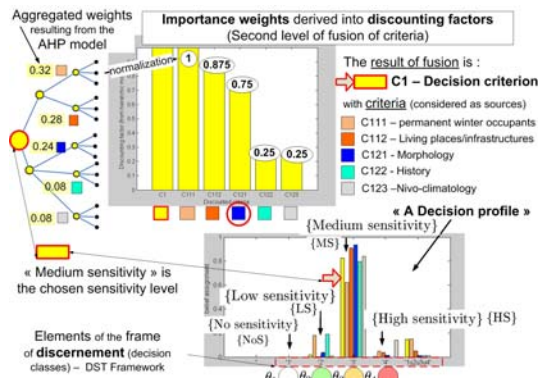 Aggregated weights
resulting from the
AHP model
Importance weights derived into discounting factors
(Second level of fusion of criteria)
0.32
0.28
0.24
0.08
0.08
normalization
1
0.875
0.75
0.25
0.25
C1 C111 C112 C121 C122 C123
The result of fusion is :
C1 – Decision criterion
with criteria (considered as sources)
C111 – permanent winter occupants
C112 – Living places/infrastructures
C121 - Morphology
C122 - History
C123 – Nivo-climatology
« A Decision profile »
« Medium sensitivity » is
the chosen sensitivity level
{Medium sensitivity}
{MS}
{Low sensitivity}
{LS}
{No sensitivity}
{NoS}
{High sensitivity} {HS}
Elements of the frame
of discernement (decision
classes) – DST Framework